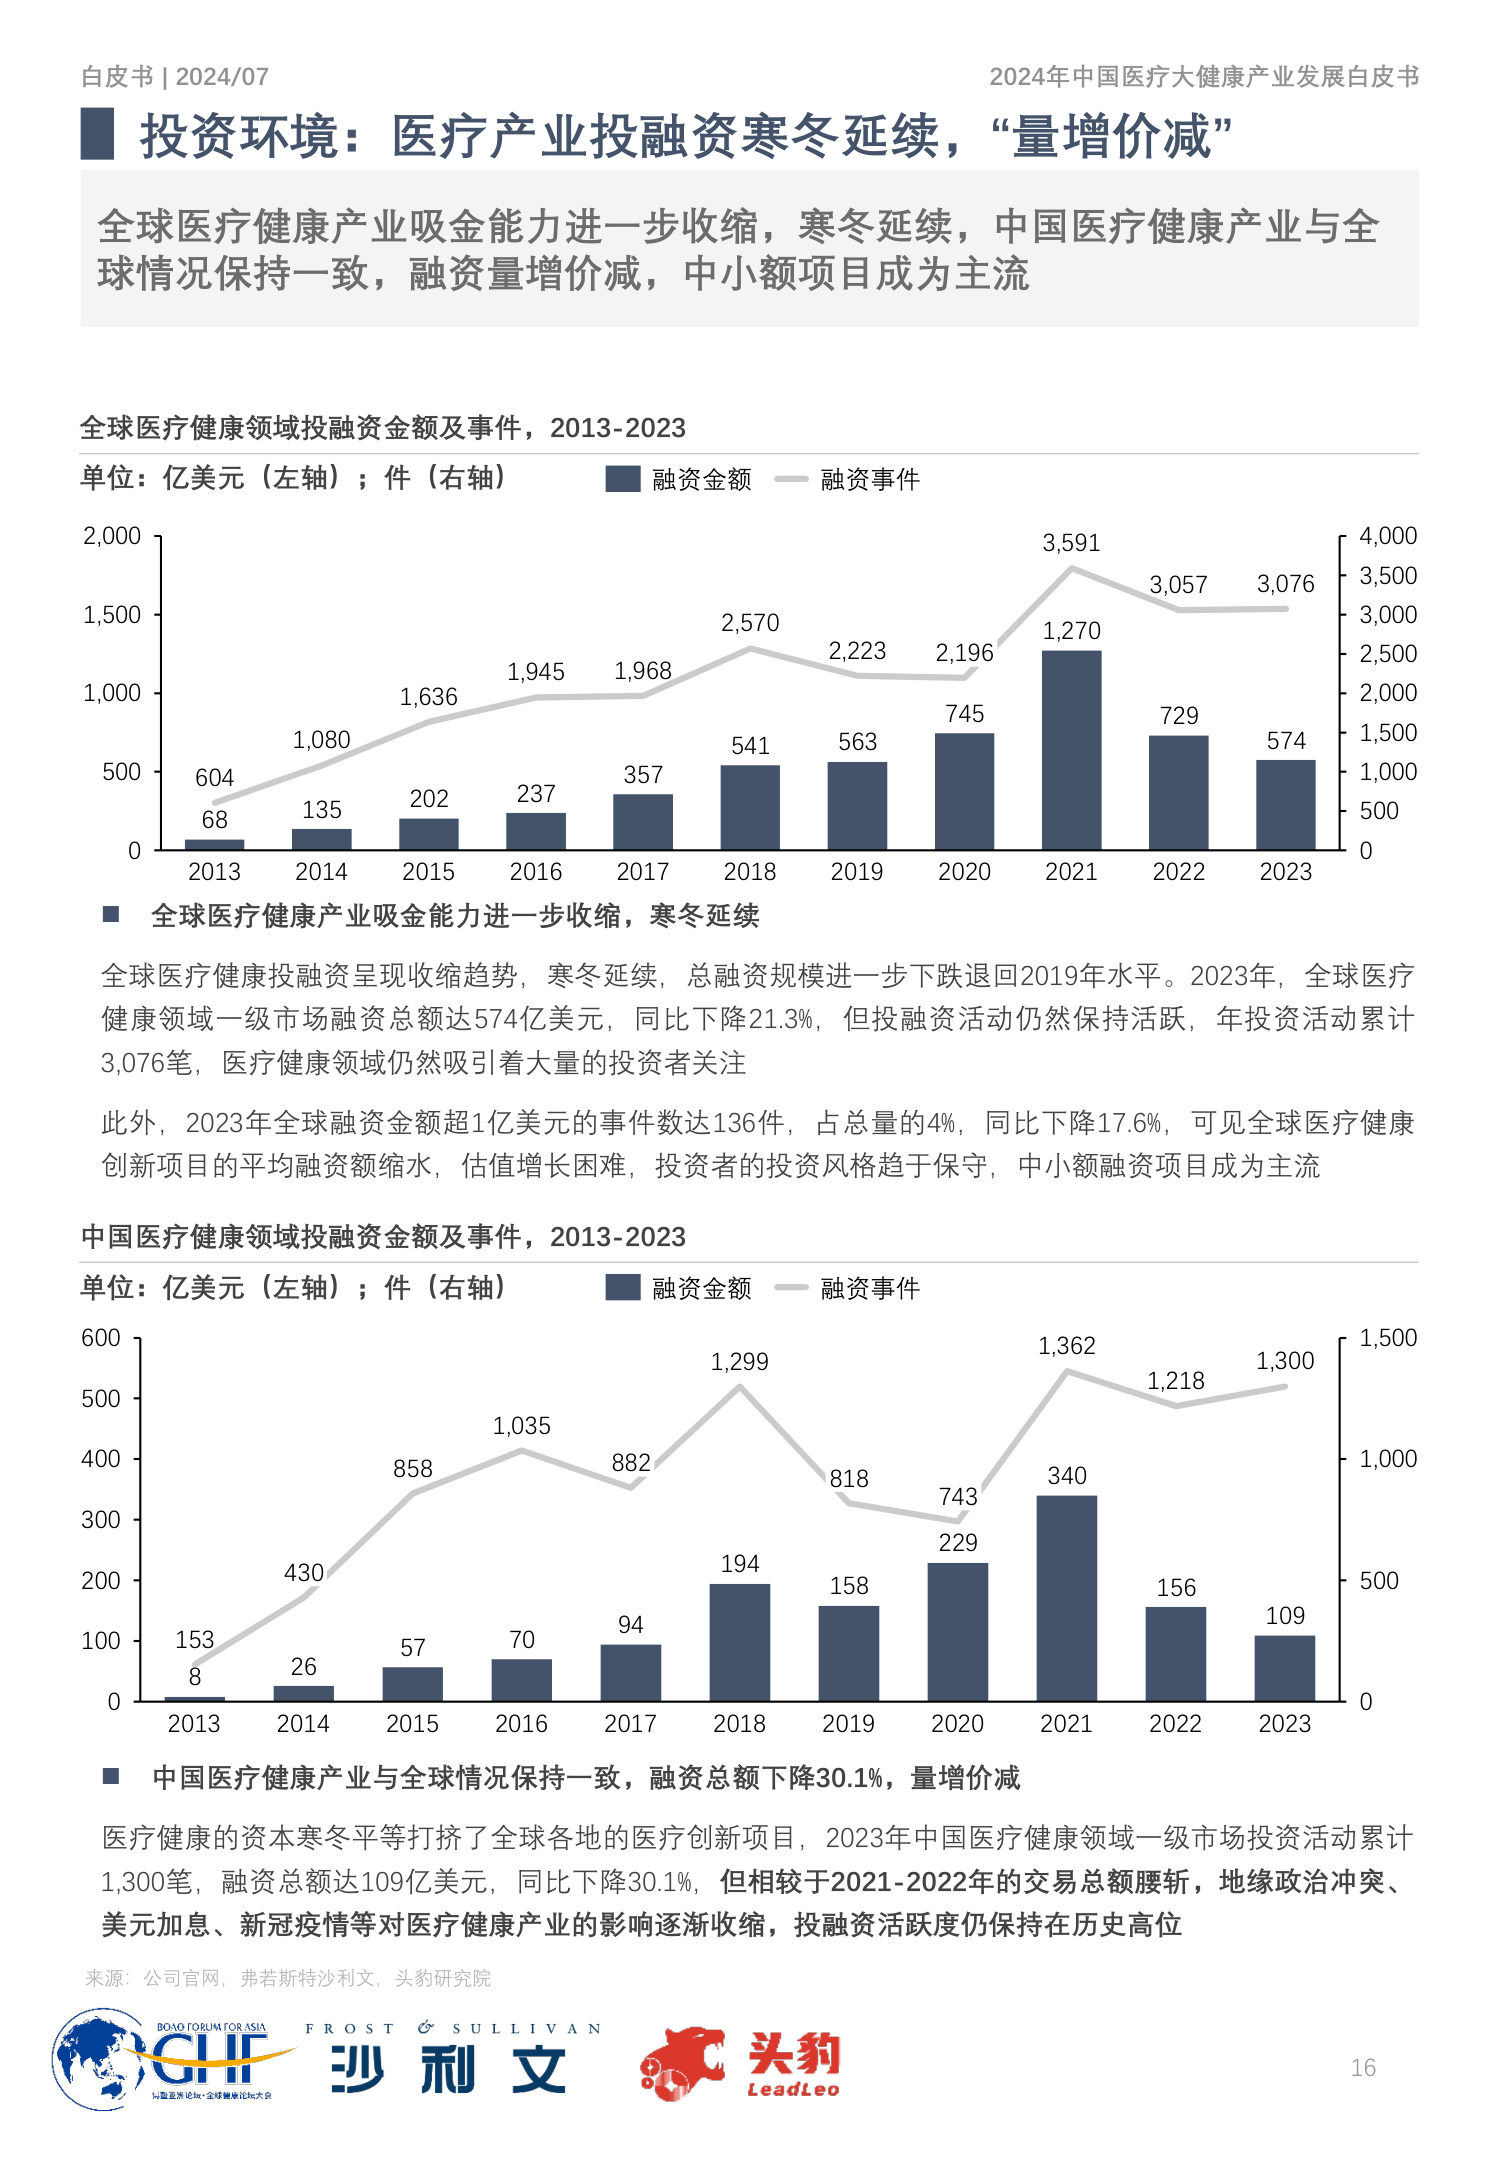 白皮书 | 2024/07
2024年中国医疗大健康产业发展白皮书
投资环境：医疗产业投融资寒冬延续，“量增价减”
全球医疗健康产业吸金能力进一步收缩，寒冬延续，中国医疗健康产业与全
球情况保持一致，融资量增价减，中小额项目成为主流
全球医疗健康领域投融资金额及事件，2013-2023
单位：亿美元（左轴）；件（右轴）
融资金额 融资事件
2,000
1,500
1,000
500
0
4,000
3,500
3,000
2,500
2,000
1,500
1,000
500
0
604 1,080 1,636 1,945 1,968 2,570 2,223 2,196 3,591 3,057 3,076
68 135 202 237 357 541 563 745 1,270 729 574
2013 2014 2015 2016 2017 2018 2019 2020 2021 2022 2023
全球医疗健康产业吸金能力进一步收缩，寒冬延续
全球医疗健康投融资呈现收缩趋势，寒冬延续，总融资规模进一步下跌退回2019年水平。2023年，全球医疗
健康领域一级市场融资总额达574亿美元，同比下降21.3%，但投融资活动仍然保持活跃，年投资活动累计
3,076笔，医疗健康领域仍然吸引着大量的投资者关注
此外，2023年全球融资金额超1亿美元的事件数达136件，占总量的4%，同比下降17.6%，可见全球医疗健康
创新项目的平均融资额缩水，估值增长困难，投资者的投资风格趋于保守，中小额融资项目成为主流
中国医疗健康领域投融资金额及事件，2013-2023
单位：亿美元（左轴）；件（右轴）
融资金额 融资事件
600
500
400
300
200
100
0
1,500
1,000
500
0
153 430 858 1,035 882 1,299 818 743 1,362 1,218 1,300
8 26 57 70 94 194 158 229 340 156 109
2013 2014 2015 2016 2017 2018 2019 2020 2021 2022 2023
中国医疗健康产业与全球情况保持一致，融资总额下降30.1%，量增价减
医疗健康的资本寒冬平等打挤了全球各地的医疗创新项目，2023年中国医疗健康领域一级市场投资活动累计
1,300笔，融资总额达109亿美元，同比下降30.1%，但相较于2021-2022年的交易总额腰斩，地缘政治冲突、
美元加息、新冠疫情等对医疗健康产业的影响逐渐收缩，投融资活跃度仍保持在历史高位
来源：公司官网，弗若斯特沙利文，头豹研究院
BOAO FORUM FOR ASIA
GHF
博鳌亚洲论坛·全球健康论坛大会
FROST & SULLIVAN
沙利文
头豹
LeadLeo
16